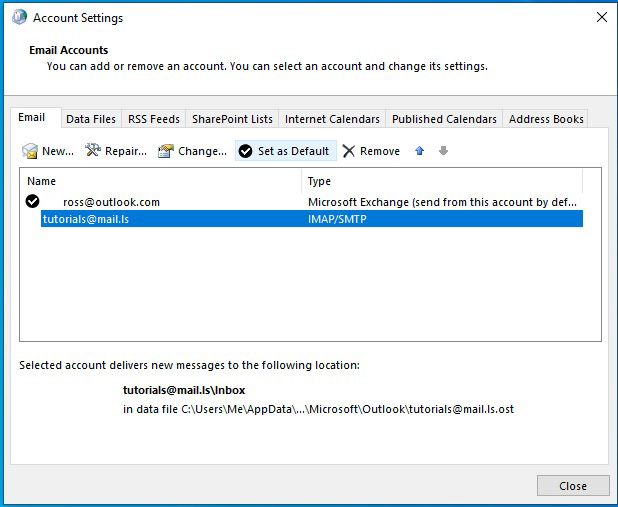 Account Settings
Email Accounts
You can add or remove an account. You can select an account and change its settings.
Email Data Files RSS Feeds SharePoint Lists Internet Calendars Published Calendars Address Books
New... Repair... Change... Set as Default Remove
Name Type
ross@outlook.com Microsoft Exchange (send from this account by def...
tutorials@mail.ls IMAP/SMTP
Selected account delivers new messages to the following location:
tutorials@mail.ls\Inbox
in data file C:\Users\Me\AppData\...\Microsoft\Outlook\tutorials@mail.ls.ost
Close